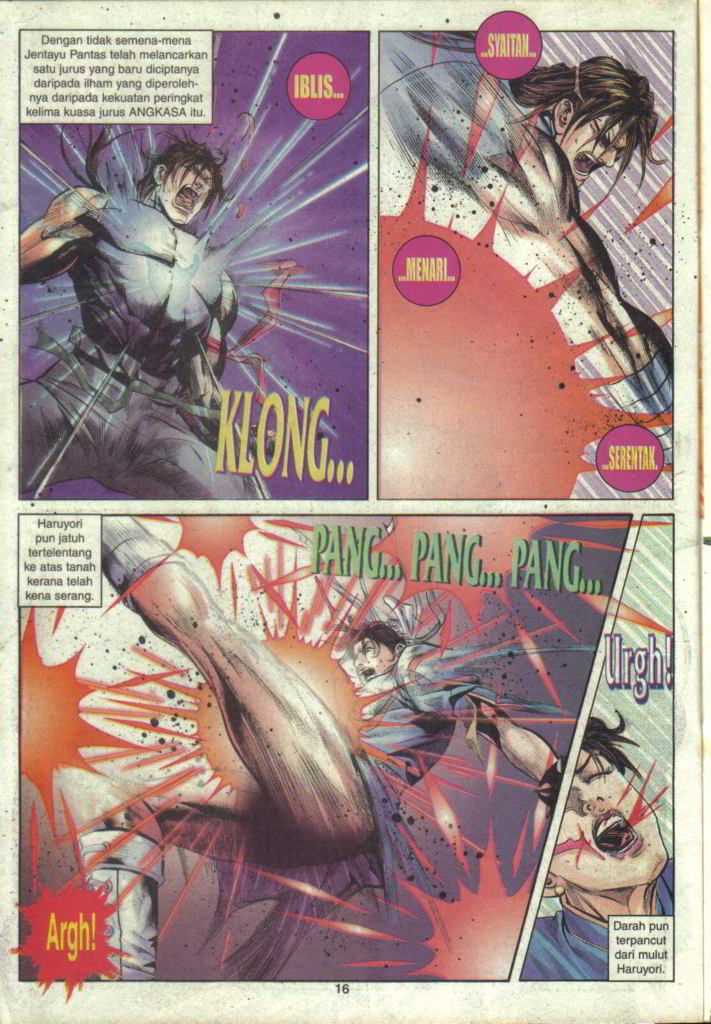 Dengan tidak semena-mena
Jentayu Pantas telah melancarkan
satu jurus yang baru diciptanya
daripada ilham yang diperoleh-
nya daripada kekuatan peringkat
kelima kuasa jurus ANGKASA itu.
IBLIS...
KLONG...
...SYAITAN...
...MENARI...
...SERENTAK.
Haruyori
pun jatuh
tertelentang
ke atas tanah
kerana telah
kena serang.
PANG... PANG... PANG...
Argh!
Urgh!
Darah pun
terpancut
dari mulut
Haruyori.
16